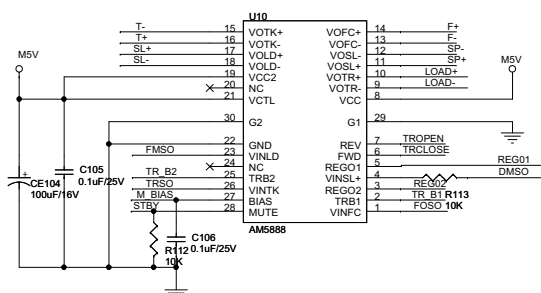 U10
T- 15 VOTK+ VOFC+ 14 F+
T+ 16 VOTK- VOFC- 13 F-
SL+ 17 VOLD+ VOSL- 12 SP-
SL- 18 VOLD- VOSL+ 11 SP+
M5V 19 VCC2 VOTR+ 10 LOAD+ M5V
20 NC VOTR- 9 LOAD-
21 VCTL VCC 8
30 G2 G1 29
22 GND REV 7 TROPEN
FMSO 23 VINLD FWD 6 TRCLOSE
24 NC REGO1 5 REG01
TR_B2 25 TRB2 VINSL+ 4 DMSO
TRSO 26 VINTK REGO2 3 REG02
M_BIAS 27 BIAS TRB1 2 TR_B1 R113
STBY 28 MUTE VINFC 1 FOSO 10K
AM5888
+
CE104
100uF/16V
C105
0.1uF/25V
C106
0.1uF/25V
R112
10K